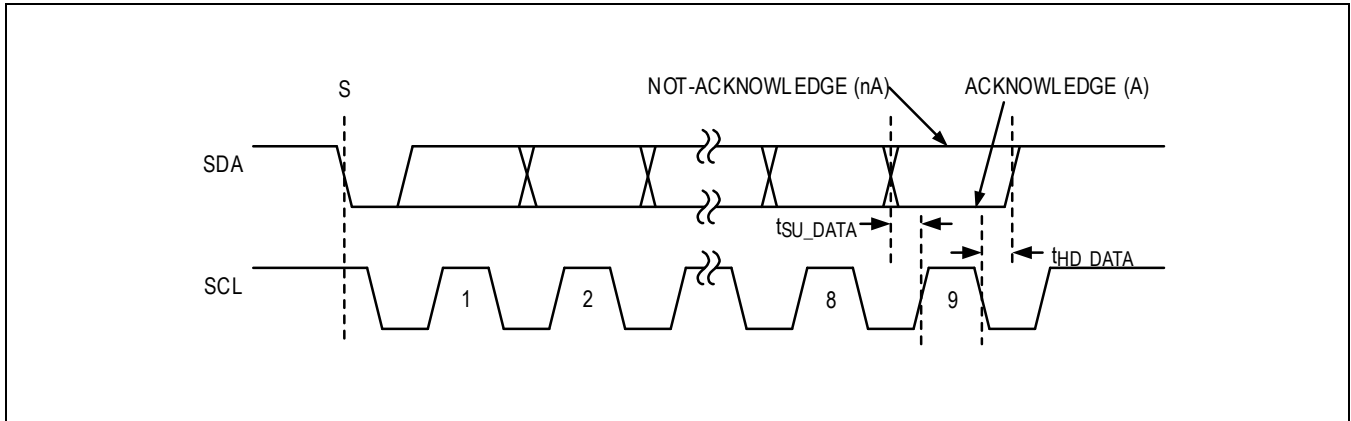 S
NOT-ACKNOWLEDGE (nA)
ACKNOWLEDGE (A)
SDA
tSU_DATA
tHD_DATA
SCL
1
2
8
9